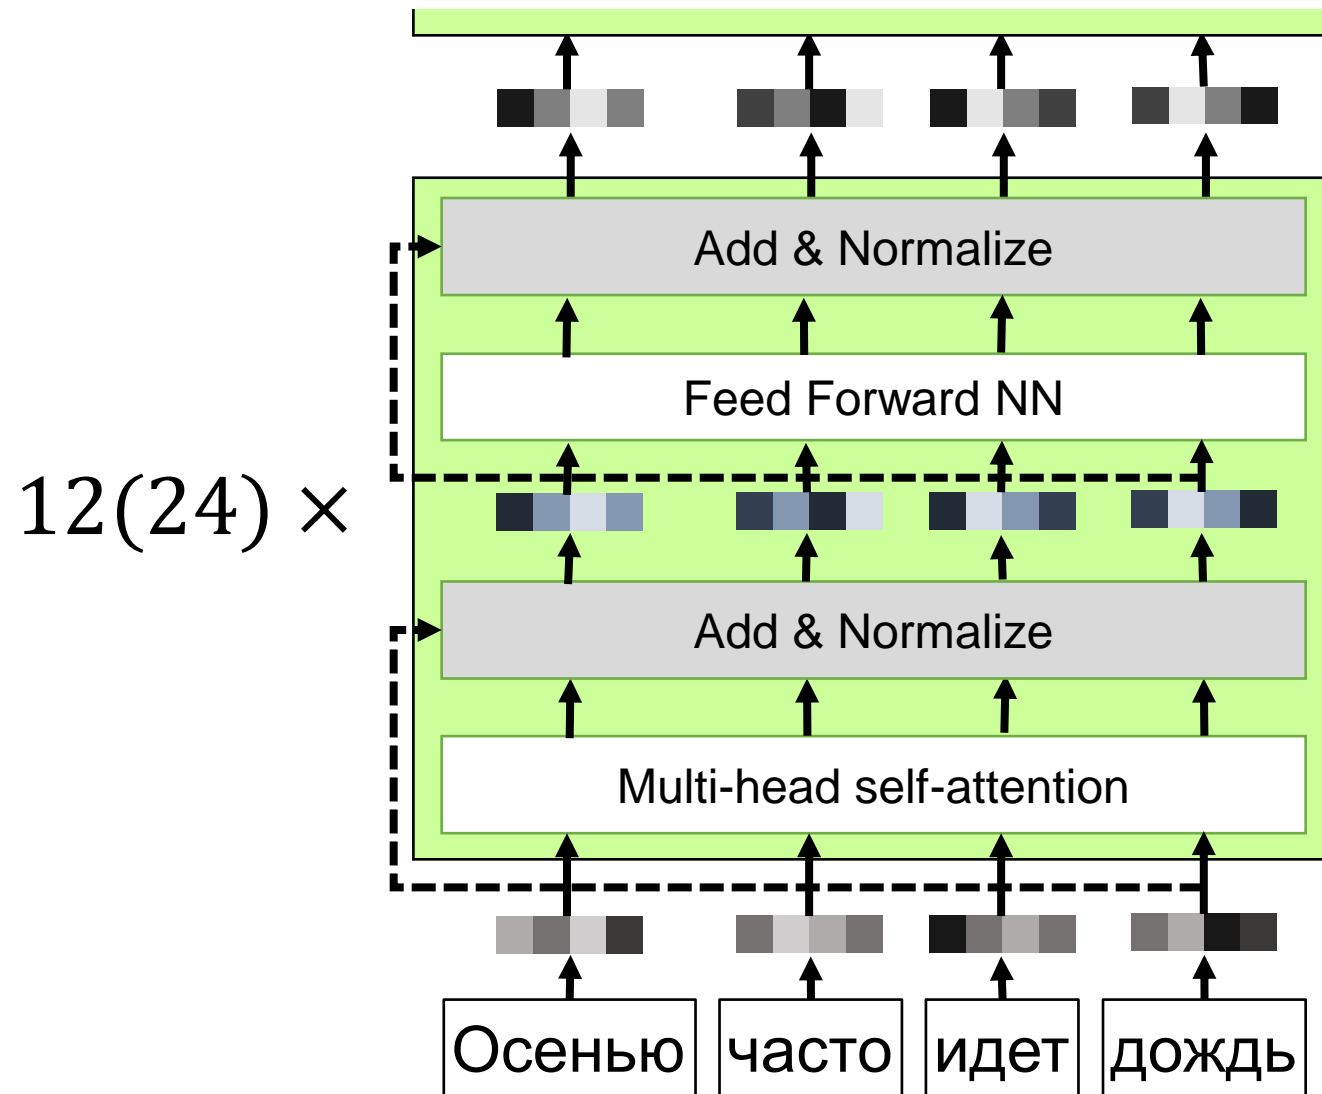 Add & Normalize
Feed Forward NN
12(24) ×
Add & Normalize
Multi-head self-attention
Осенью часто идет дождь